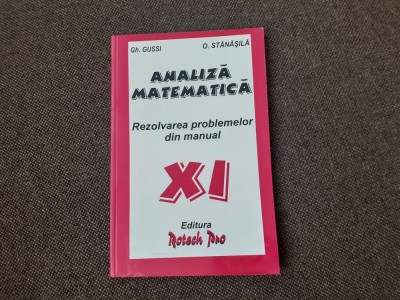 Gh. GUSSI O. STĂNĂȘILĂ
ANALIZĂ
MATEMATICĂ
Rezolvarea problemelor
din manual
XI
Editura
Rotech Pro